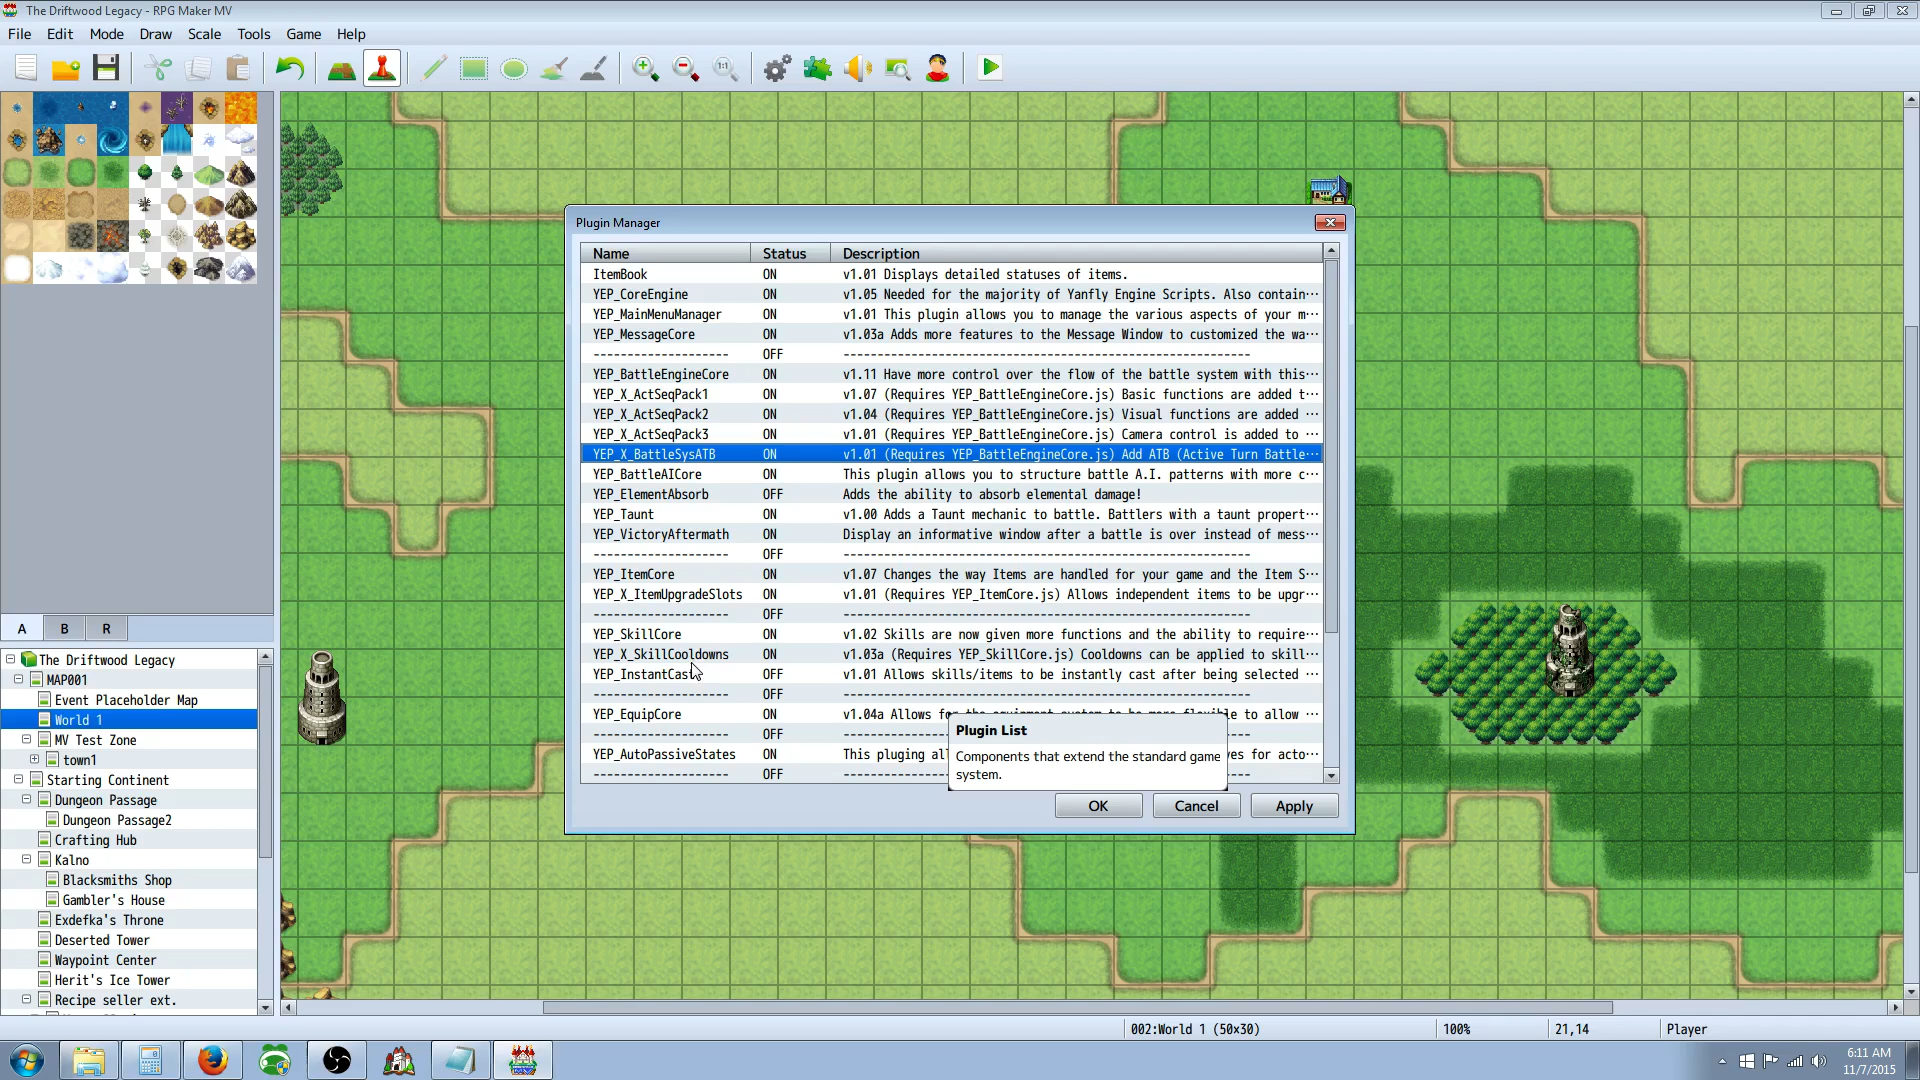 The Driftwood Legacy - RPG Maker MV
File Edit Mode Draw Scale Tools Game Help
1:1
Plugin Manager
Name Status Description
ItemBook ON v1.01 Displays detailed statuses of items.
YEP_CoreEngine ON v1.05 Needed for the majority of Yanfly Engine Scripts. Also contain···
YEP_MainMenuManager ON v1.01 This plugin allows you to manage the various aspects of your m···
YEP_MessageCore ON v1.03a Adds more features to the Message Window to customized the wa···
-------------------- OFF ------------------------------------------------------------
YEP_BattleEngineCore ON v1.11 Have more control over the flow of the battle system with this···
YEP_X_ActSeqPack1 ON v1.07 (Requires YEP_BattleEngineCore.js) Basic functions are added t···
YEP_X_ActSeqPack2 ON v1.04 (Requires YEP_BattleEngineCore.js) Visual functions are added ···
YEP_X_ActSeqPack3 ON v1.01 (Requires YEP_BattleEngineCore.js) Camera control is added to ···
YEP_X_BattleSysATB ON v1.01 (Requires YEP_BattleEngineCore.js) Add ATB (Active Turn Battle···
YEP_BattleAICore ON This plugin allows you to structure battle A.I. patterns with more c···
YEP_ElementAbsorb OFF Adds the ability to absorb elemental damage!
YEP_Taunt ON v1.00 Adds a Taunt mechanic to battle. Battlers with a taunt propert···
YEP_VictoryAftermath ON Display an informative window after a battle is over instead of mess···
-------------------- OFF ------------------------------------------------------------
YEP_ItemCore ON v1.07 Changes the way Items are handled for your game and the Item S···
YEP_X_ItemUpgradeSlots ON v1.01 (Requires YEP_ItemCore.js) Allows independent items to be upgr···
-------------------- OFF ------------------------------------------------------------
YEP_SkillCore ON v1.02 Skills are now given more functions and the ability to require···
YEP_X_SkillCooldowns ON v1.03a (Requires YEP_SkillCore.js) Cooldowns can be applied to skill···
YEP_InstantCast OFF v1.01 Allows skills/items to be instantly cast after being selected ···
-------------------- OFF ------------------------------------------------------------
YEP_EquipCore ON v1.04a Allows for the equipment system to be more flexible to allow ···
-------------------- OFF
YEP_AutoPassiveStates ON This pluging all ves for acto···
-------------------- OFF
Plugin List
Components that extend the standard game
system.
OK Cancel Apply
A B R
The Driftwood Legacy
MAP001
Event Placeholder Map
World 1
MV Test Zone
town1
Starting Continent
Dungeon Passage
Dungeon Passage2
Crafting Hub
Kalno
Blacksmiths Shop
Gambler's House
Exdefka's Throne
Deserted Tower
Waypoint Center
Herit's Ice Tower
Recipe seller ext.
002:World 1 (50x30) 100% 21,14 Player
6:11 AM
11/7/2015